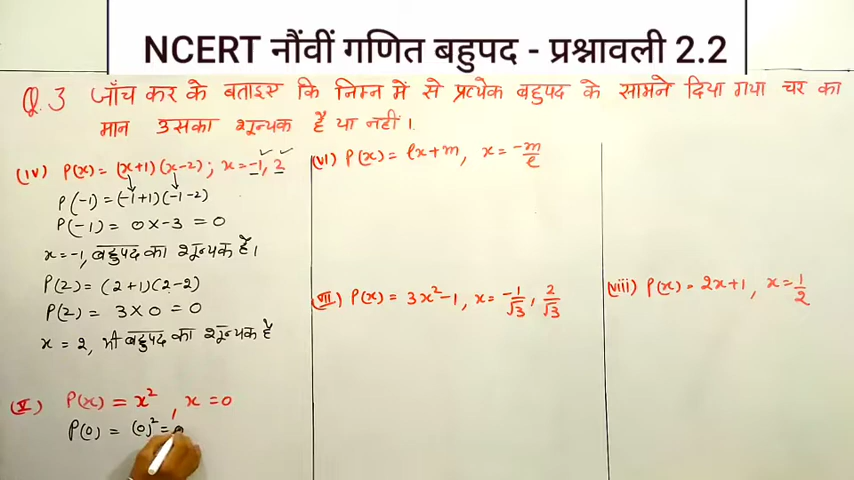 NCERT नौंवीं गणित बहुपद - प्रश्नावली 2.2
Q.3 जाँच कर के बताइए कि निम्न में से प्रत्येक बहुपद के सामने दिया गया चर का
मान उसका शून्यक है या नहीं।
(iv) P(x) = (x+1)(x-2); x = -1, 2
P(-1) = (-1+1)(-1-2)
P(-1) = 0 × -3 = 0
x = -1, बहुपद का शून्यक है।
P(2) = (2+1)(2-2)
P(2) = 3 × 0 = 0
x = 2, भी बहुपद का शून्यक है
(V) P(x) = x², x = 0
P(0) = (0)² = 0
(vi) P(x) = lx + m, x = -m/l
(VII) P(x) = 3x² - 1, x = -1/√3, 2/√3
(viii) P(x) = 2x + 1, x = 1/2